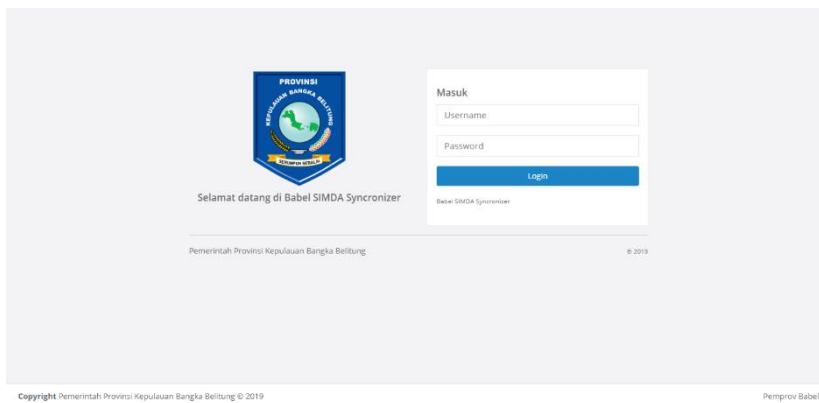 PROVINSI
KEPULAUAN BANGKA BELITUNG
SERUMPUN SEBALAI
Selamat datang di Babel SIMDA Syncronizer
Masuk
Username
Password
Login
Babel SIMDA Syncronizer
Pemerintah Provinsi Kepulauan Bangka Belitung
© 2019
Copyright Pemerintah Provinsi Kepulauan Bangka Belitung © 2019
Pemprov Babel